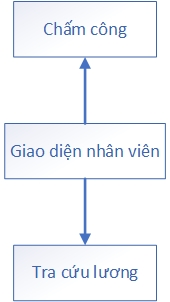 Chấm công
Giao diện nhân viên
Tra cứu lương